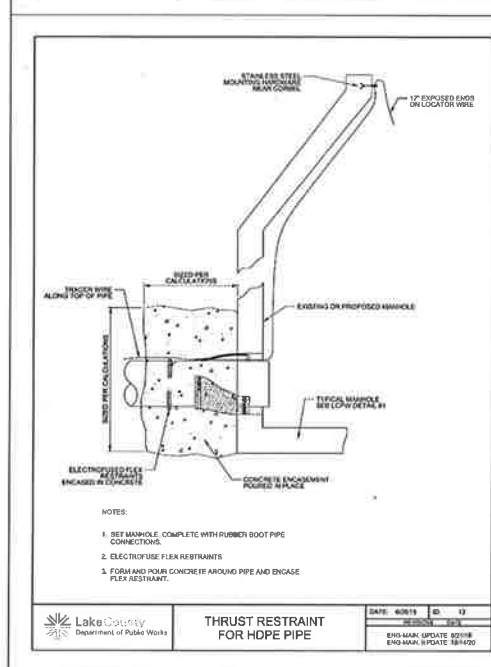 STAINLESS STEEL
MOUNTING HARDWARE
NEAR CORBEL
12" EXPOSED ENDS
ON LOCATOR WIRE
SIZED PER
CALCULATIONS
TRACER WIRE
ALONG TOP OF PIPE
EXISTING OR PROPOSED MANHOLE
SIZED PER CALCULATIONS
TYPICAL MANHOLE
SEE LCPW DETAIL #1
ELECTROFUSED FLEX
RESTRAINTS
ENCASED IN CONCRETE
CONCRETE ENCASEMENT
POURED IN PLACE
NOTES:
1. SET MANHOLE, COMPLETE WITH RUBBER BOOT PIPE
CONNECTIONS.
2. ELECTROFUSE FLEX RESTRAINTS
3. FORM AND POUR CONCRETE AROUND PIPE AND ENCASE
FLEX RESTRAINT.
LakeCounty
Department of Public Works
THRUST RESTRAINT
FOR HDPE PIPE
DATE: ID: 13
REVISIONS DATE
ENG-MAIN, UPDATE
ENG-MAIN, UPDATE